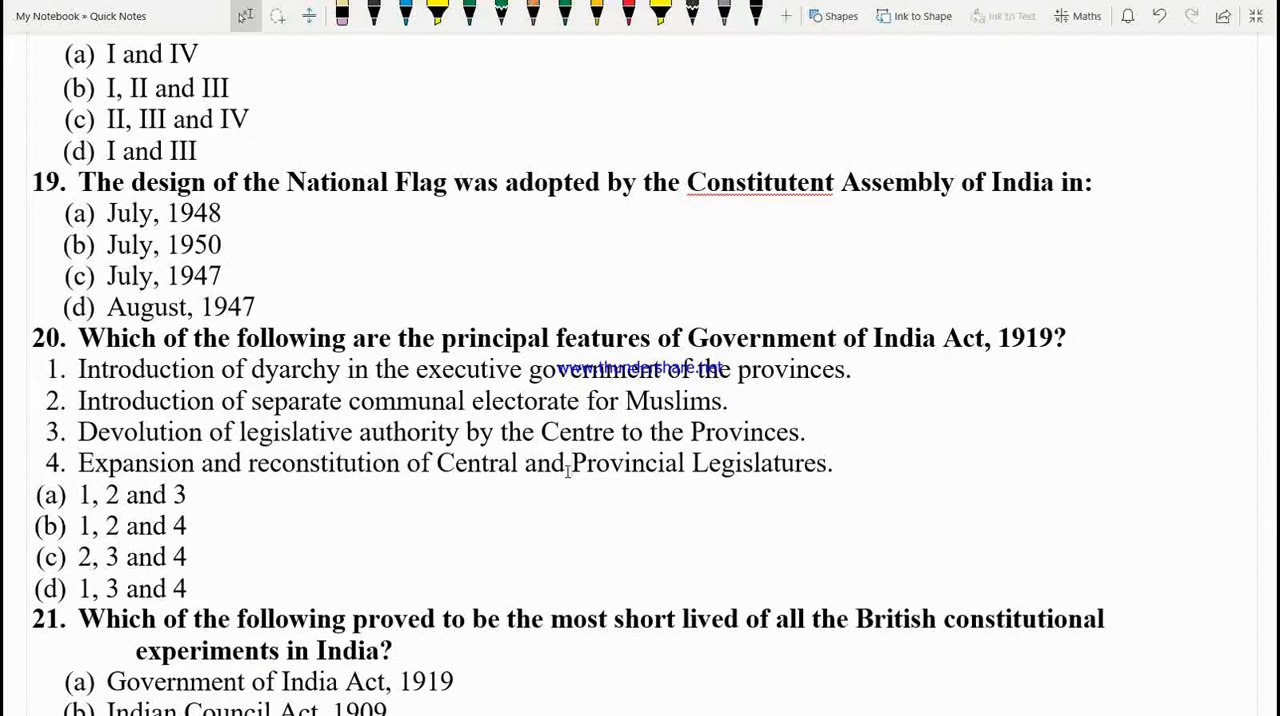 My Notebook » Quick Notes
Shapes
Ink to Shape
Ink to Text
Maths
(a) I and IV
(b) I, II and III
(c) II, III and IV
(d) I and III
19. The design of the National Flag was adopted by the Constitutent Assembly of India in:
(a) July, 1948
(b) July, 1950
(c) July, 1947
(d) August, 1947
20. Which of the following are the principal features of Government of India Act, 1919?
1. Introduction of dyarchy in the executive government of the provinces.
www.thundershare.net
2. Introduction of separate communal electorate for Muslims.
3. Devolution of legislative authority by the Centre to the Provinces.
4. Expansion and reconstitution of Central and Provincial Legislatures.
(a) 1, 2 and 3
(b) 1, 2 and 4
(c) 2, 3 and 4
(d) 1, 3 and 4
21. Which of the following proved to be the most short lived of all the British constitutional
experiments in India?
(a) Government of India Act, 1919
(b) Indian Council Act, 1909